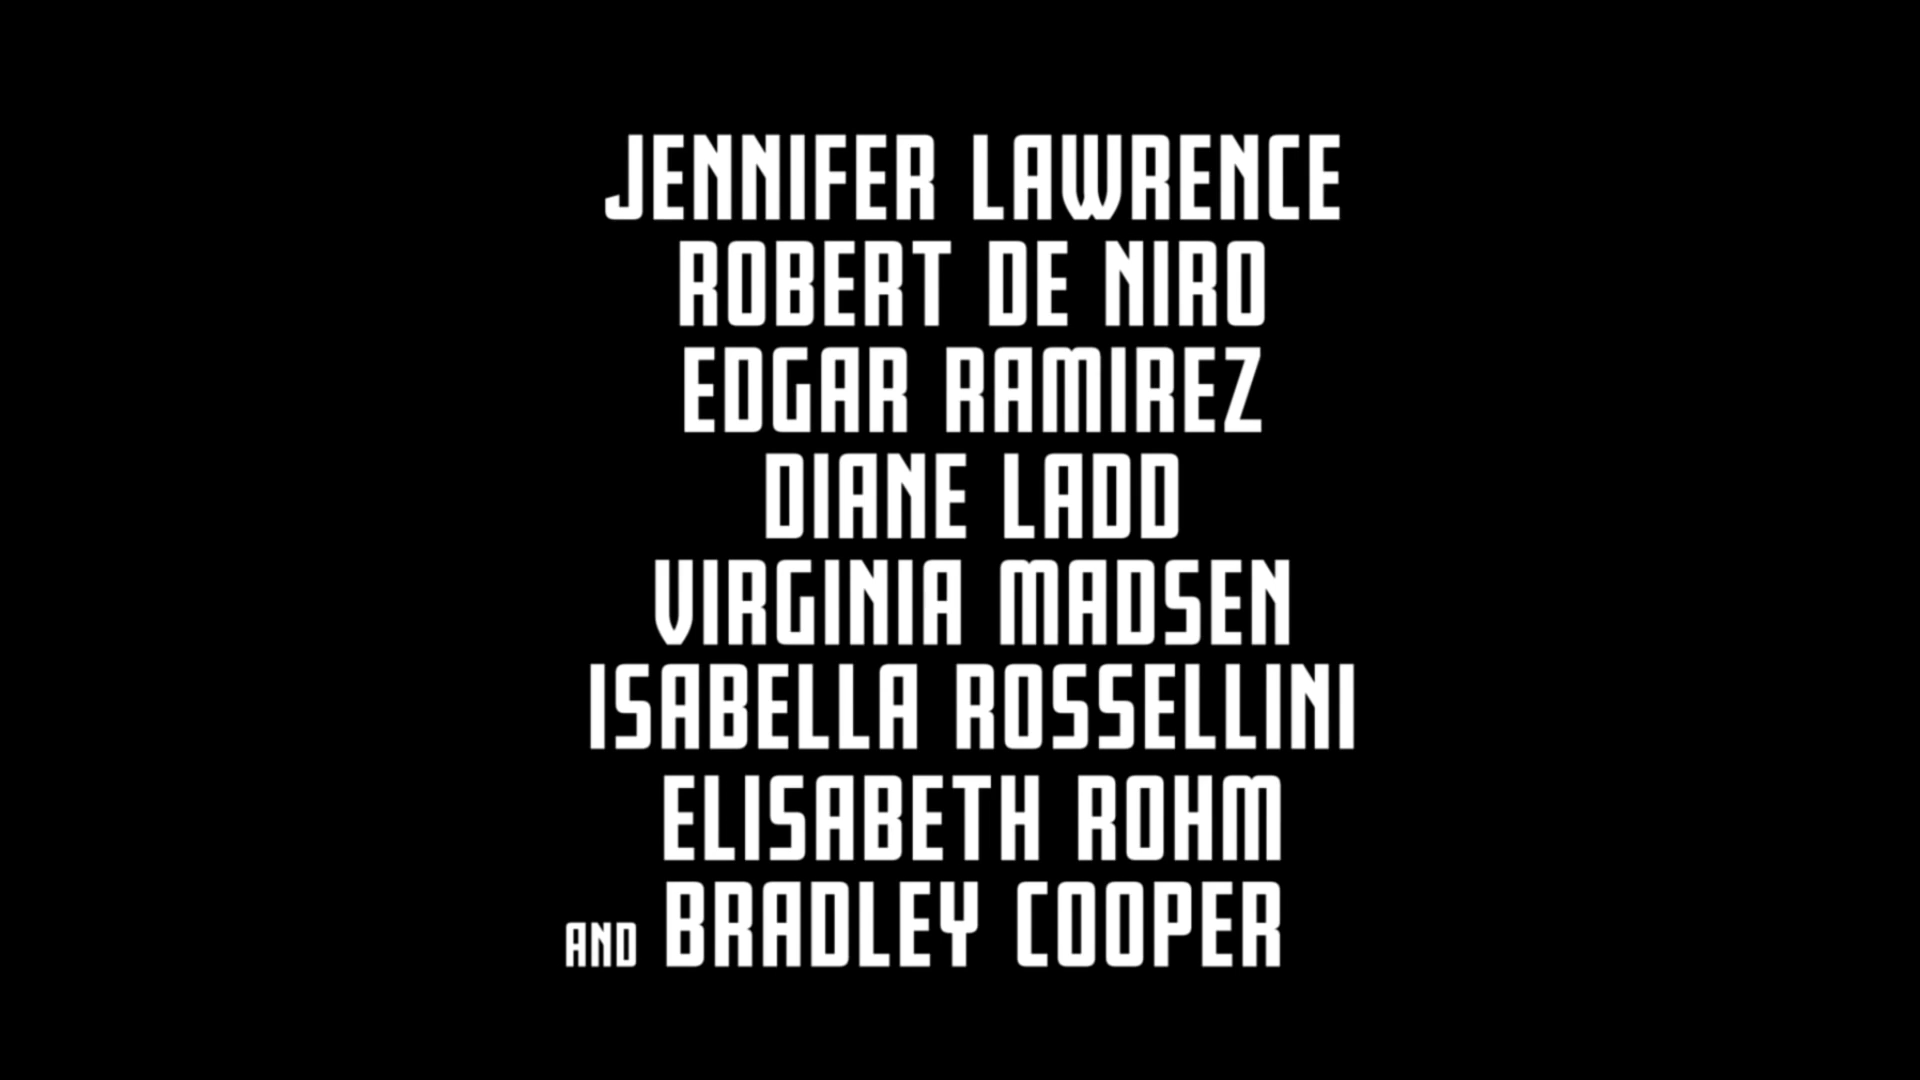 JENNIFER LAWRENCE
ROBERT DE NIRO
EDGAR RAMIREZ
DIANE LADD
VIRGINIA MADSEN
ISABELLA ROSSELLINI
ELISABETH ROHM
AND BRADLEY COOPER